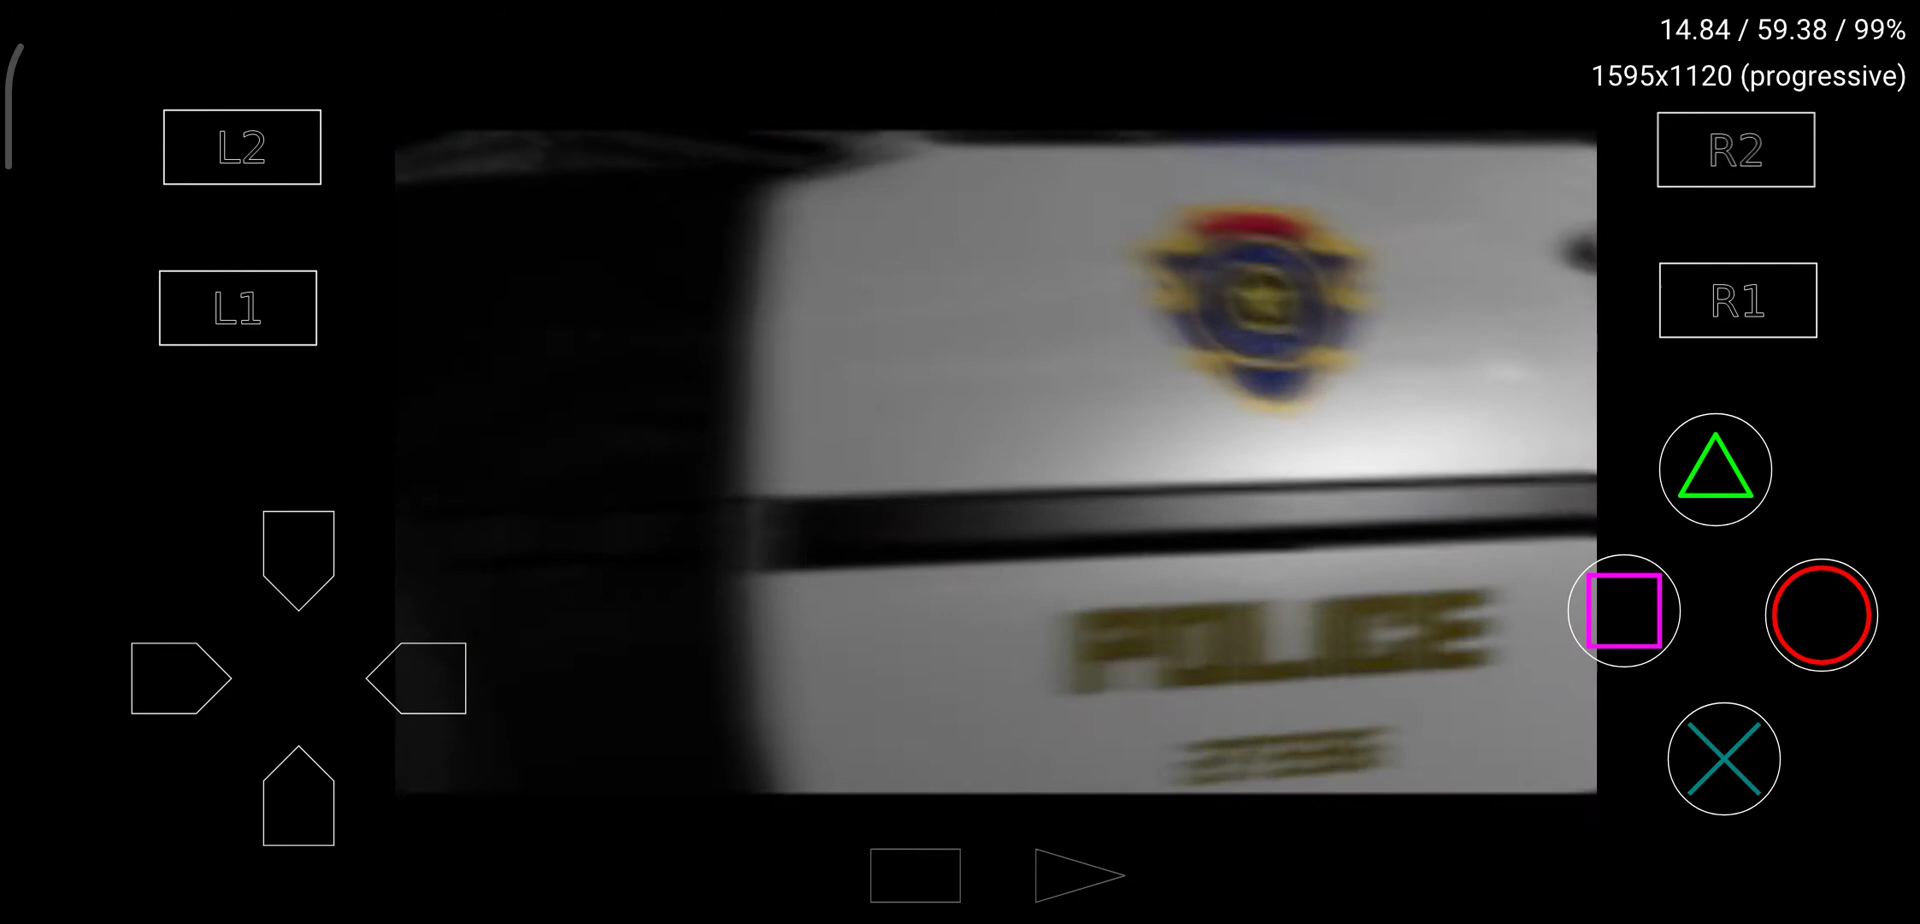 14.84 / 59.38 / 99%
1595x1120 (progressive)
L2
R2
L1
R1
POLICE